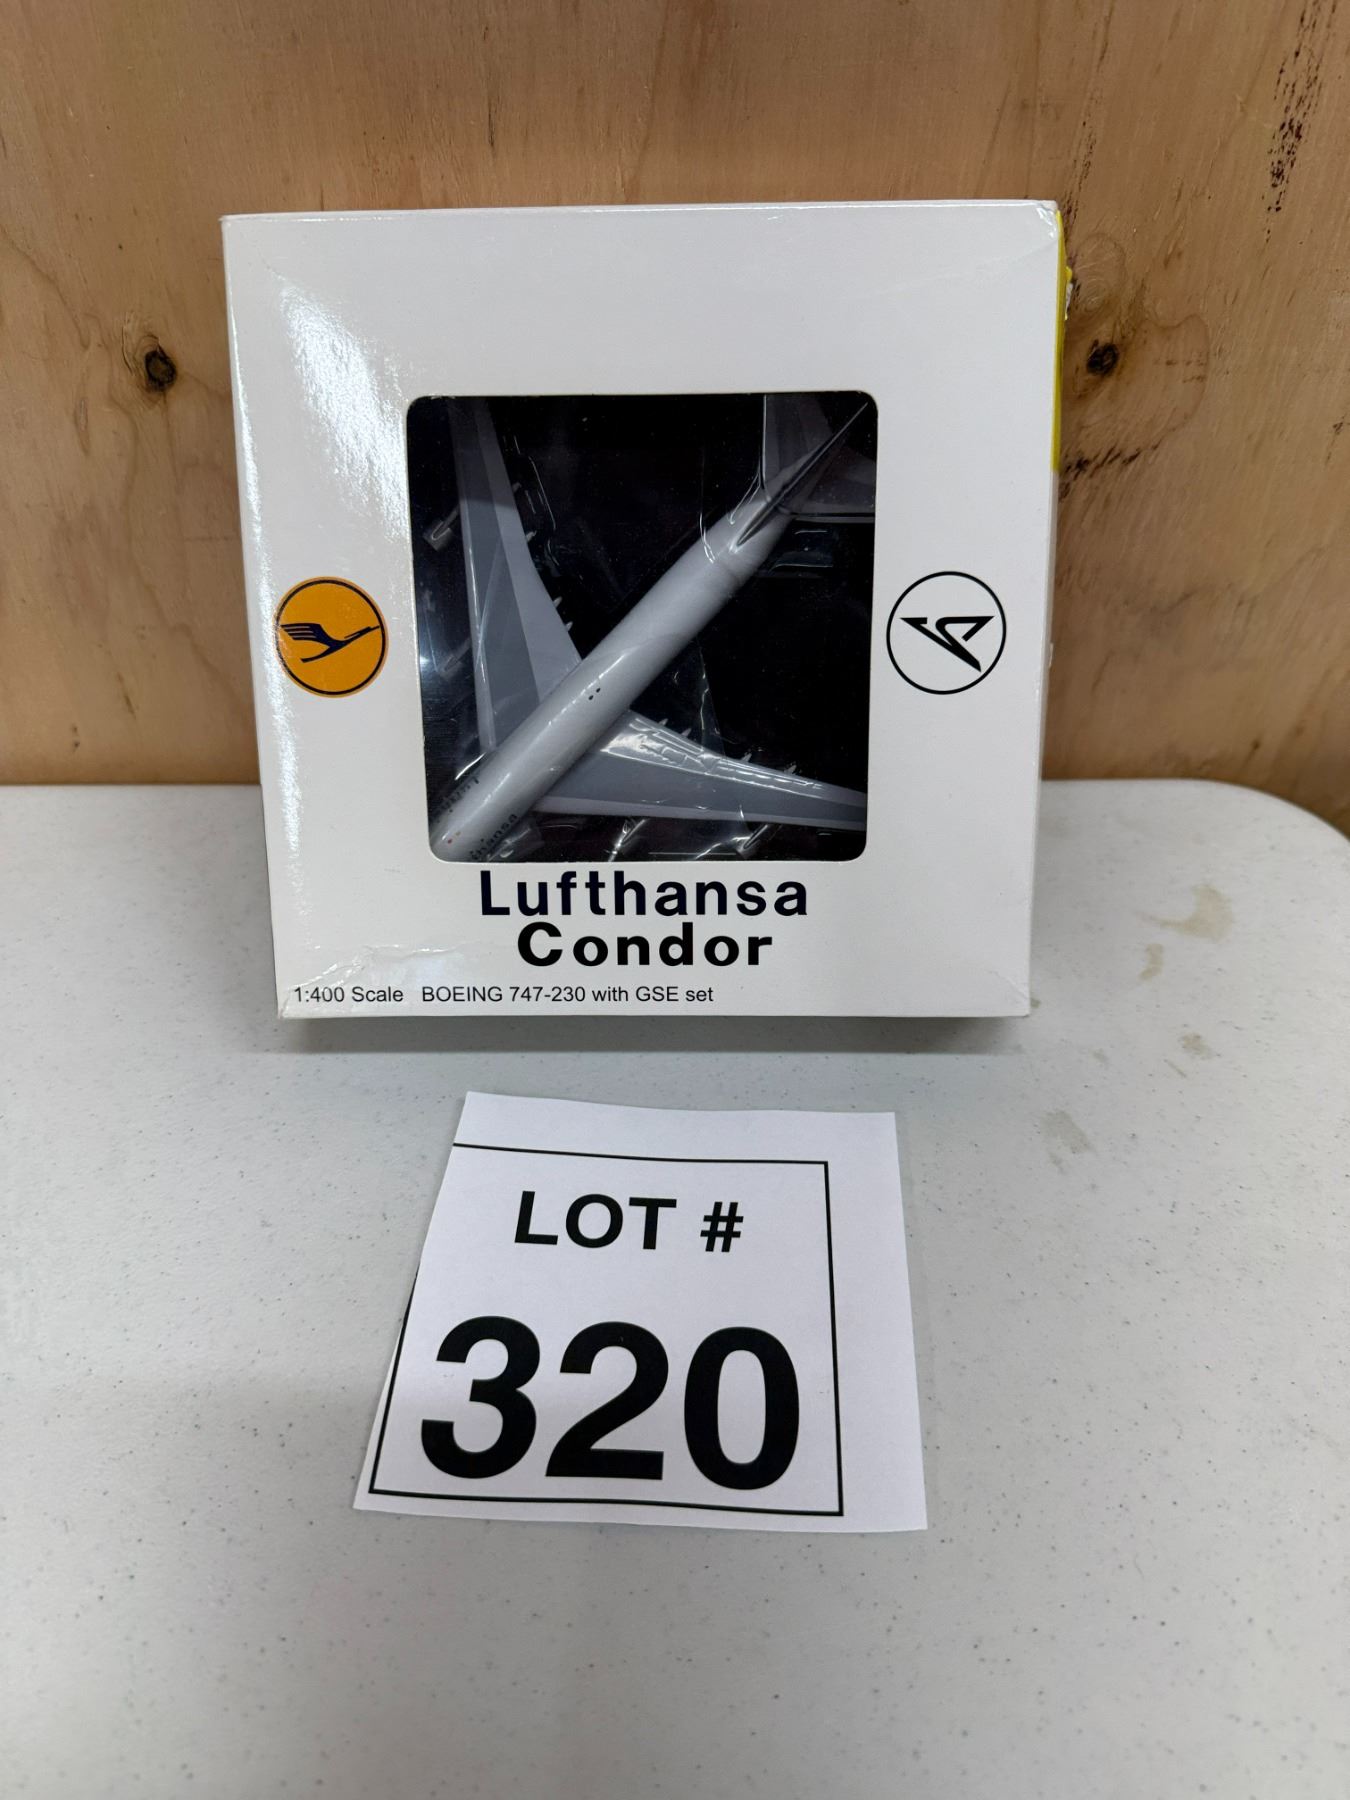 Lufthansa
Condor
1:400 Scale BOEING 747-230 with GSE set
LOT #
320